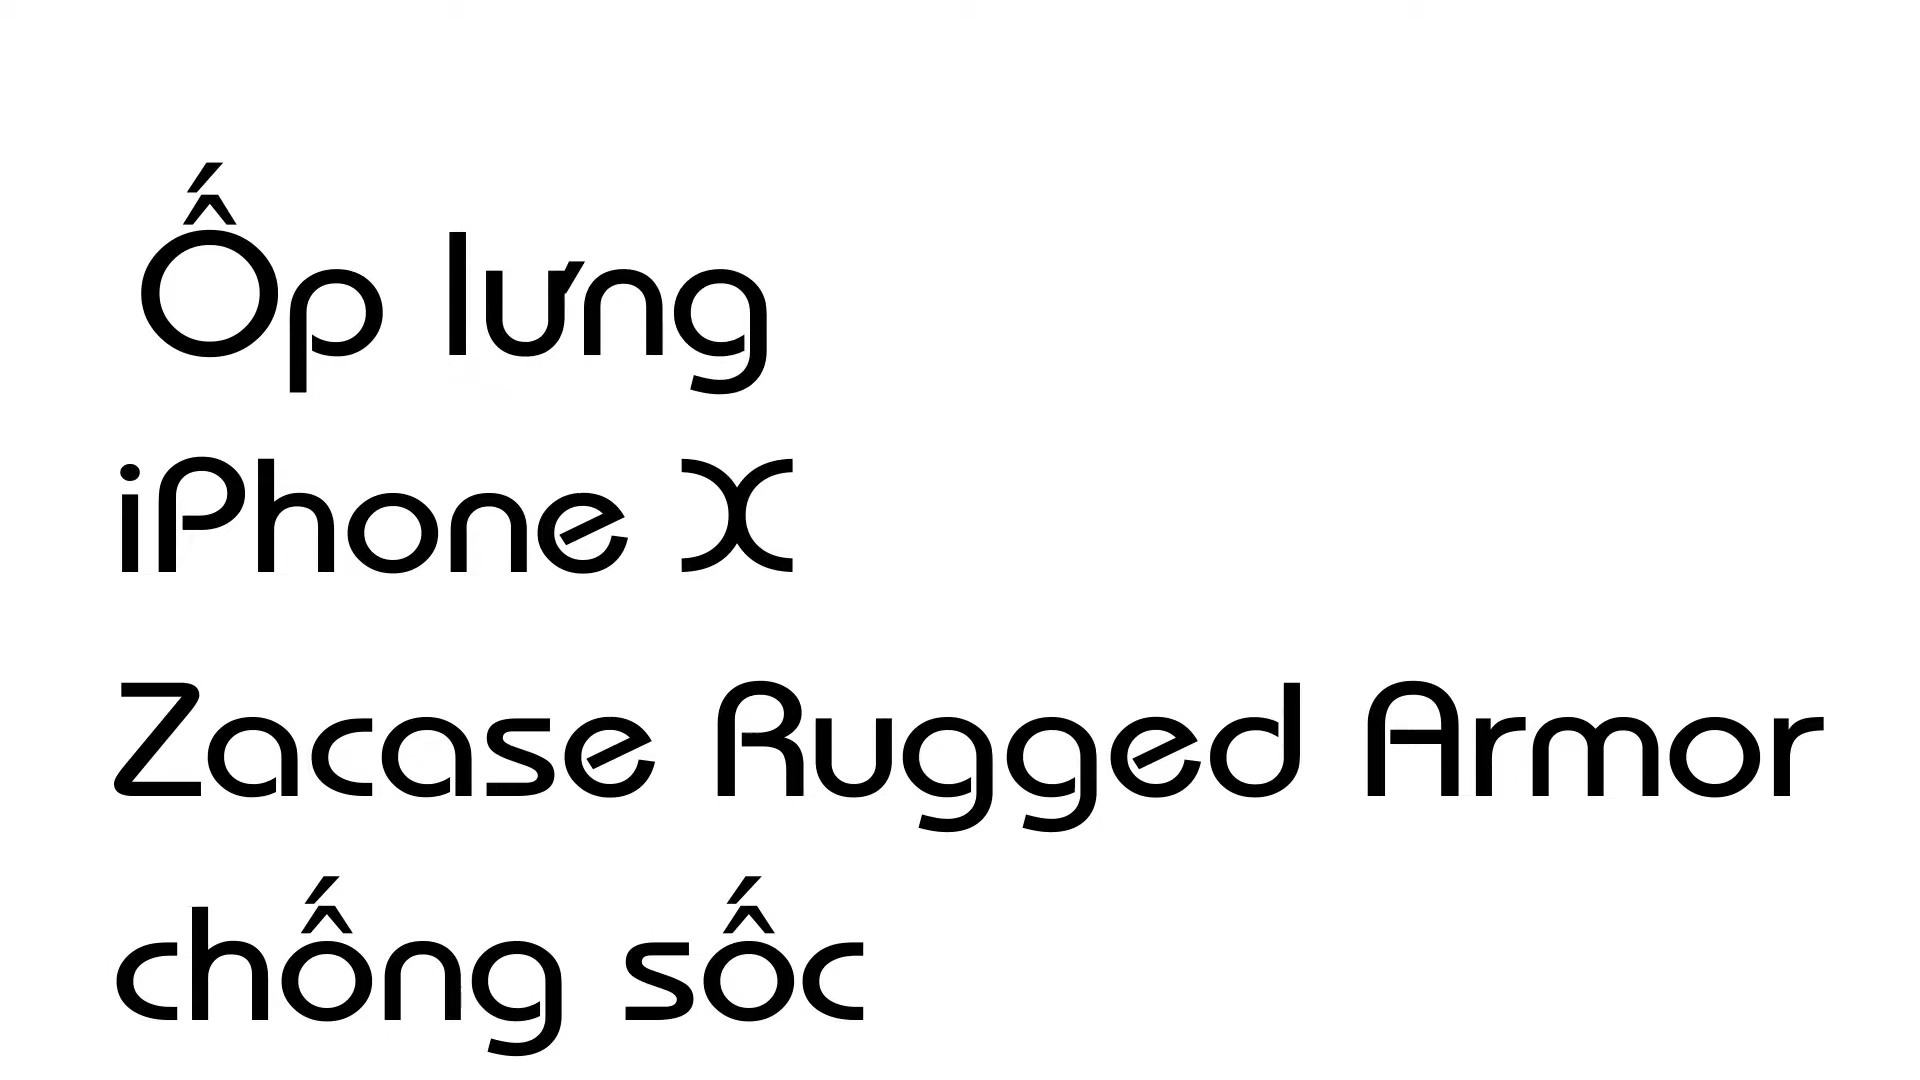 Ốp lưng
iPhone X
Zacase Rugged Armor
chống sốc